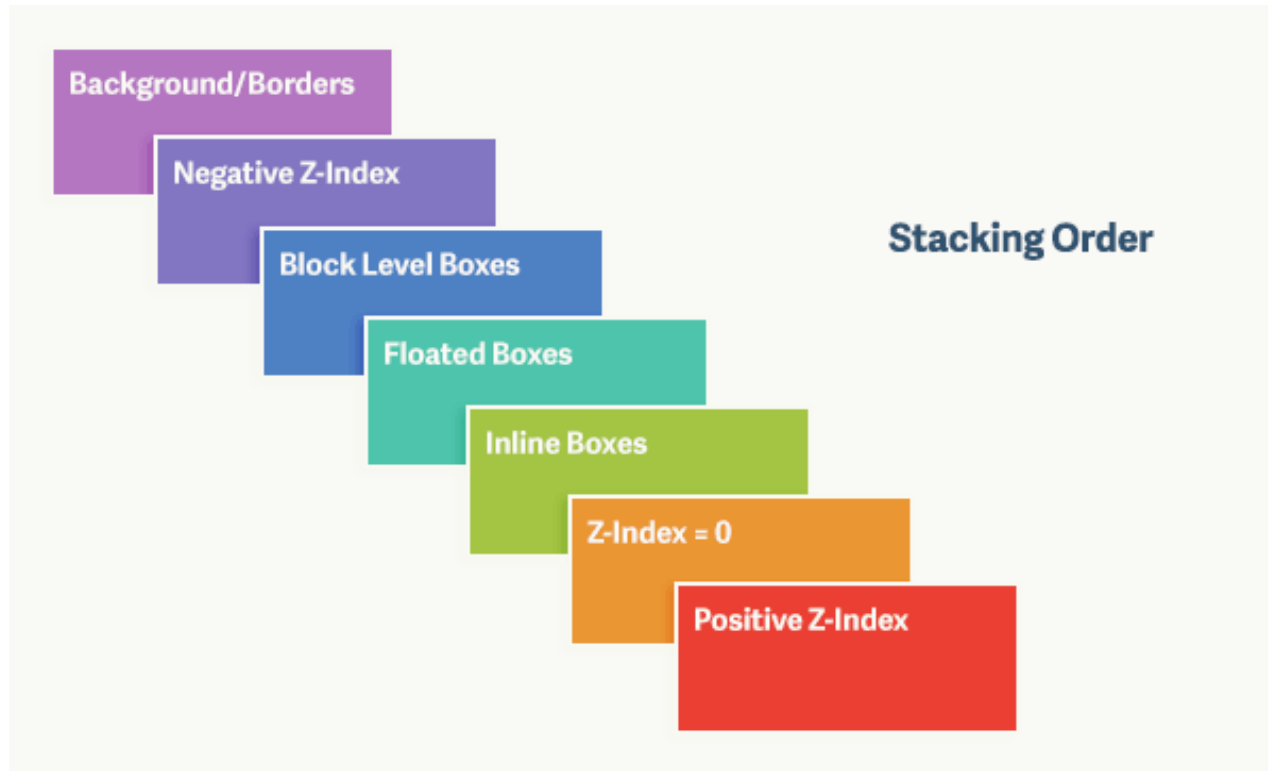 Background/Borders
Negative Z-Index
Stacking Order
Block Level Boxes
Floated Boxes
Inline Boxes
Z-Index = 0
Positive Z-Index